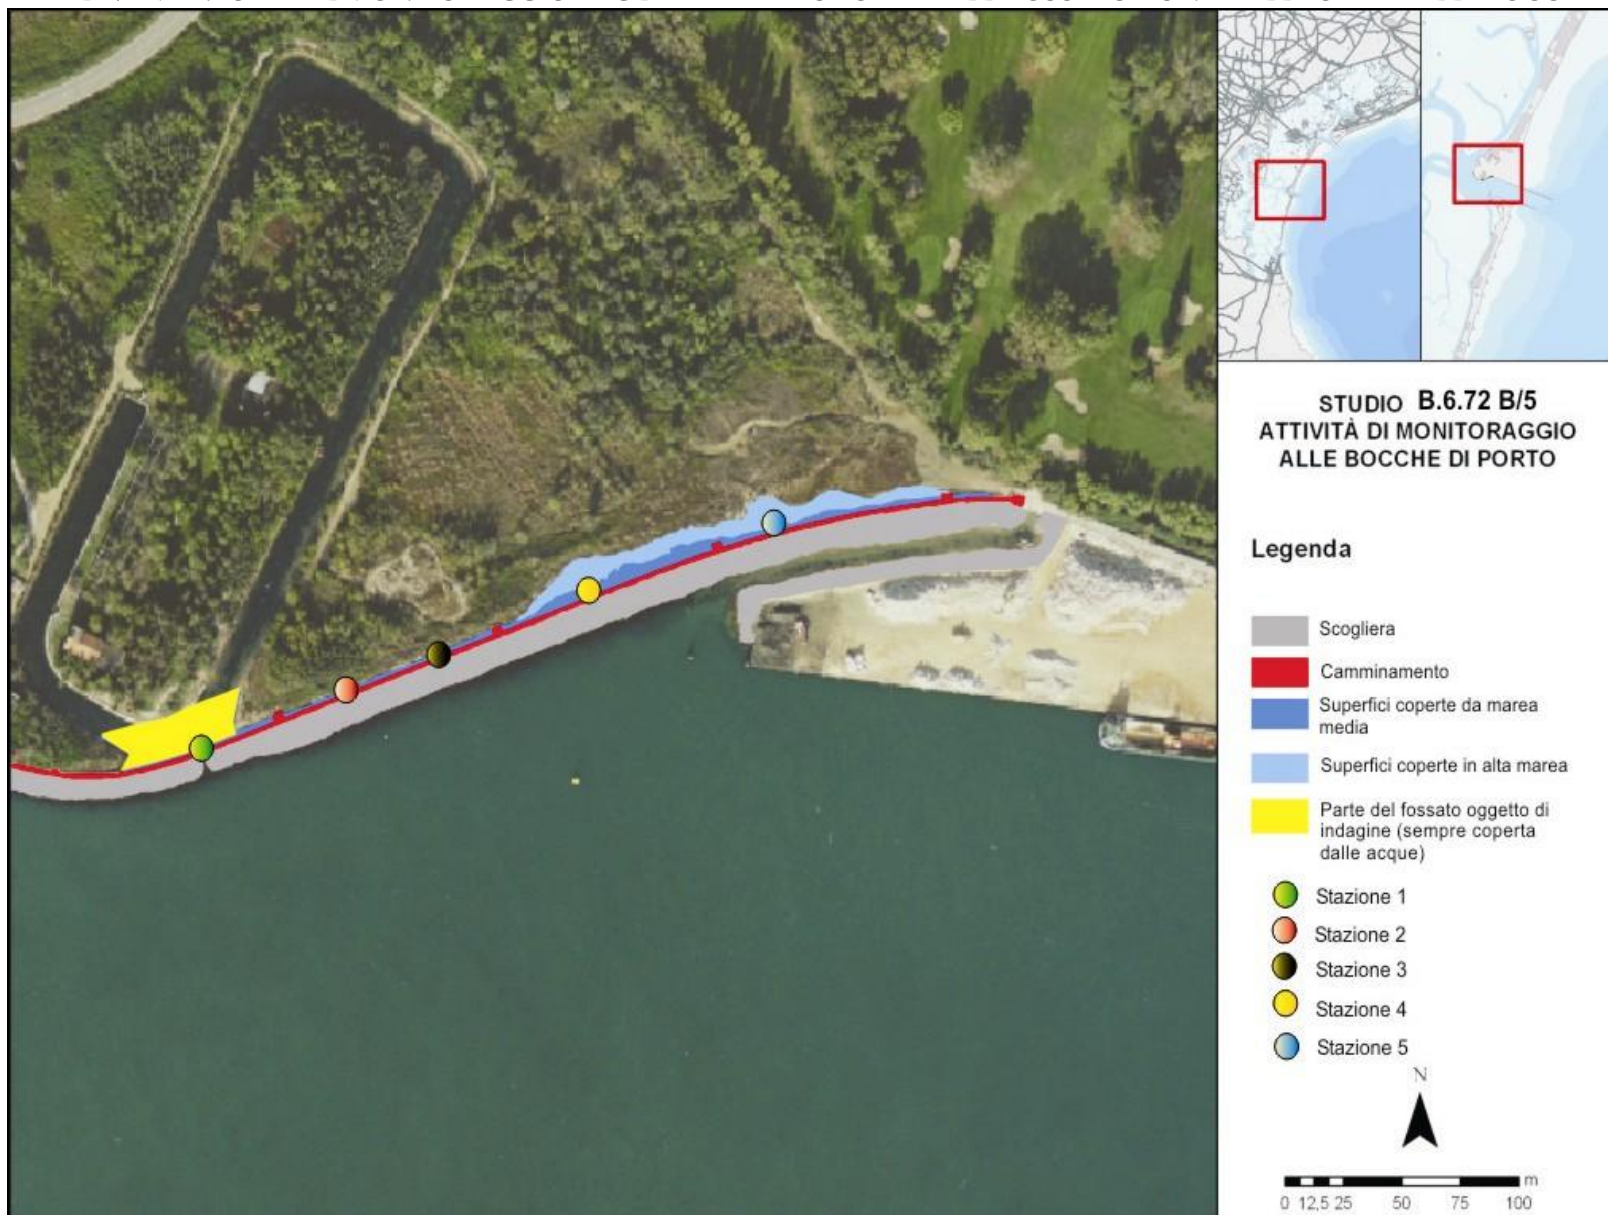 STUDIO B.6.72 B/5
ATTIVITÀ DI MONITORAGGIO
ALLE BOCCHE DI PORTO
Legenda
Scogliera
Camminamento
Superfici coperte da marea
media
Superfici coperte in alta marea
Parte del fossato oggetto di
indagine (sempre coperta
dalle acque)
Stazione 1
Stazione 2
Stazione 3
Stazione 4
Stazione 5
N
m
0 12,5 25 50 75 100